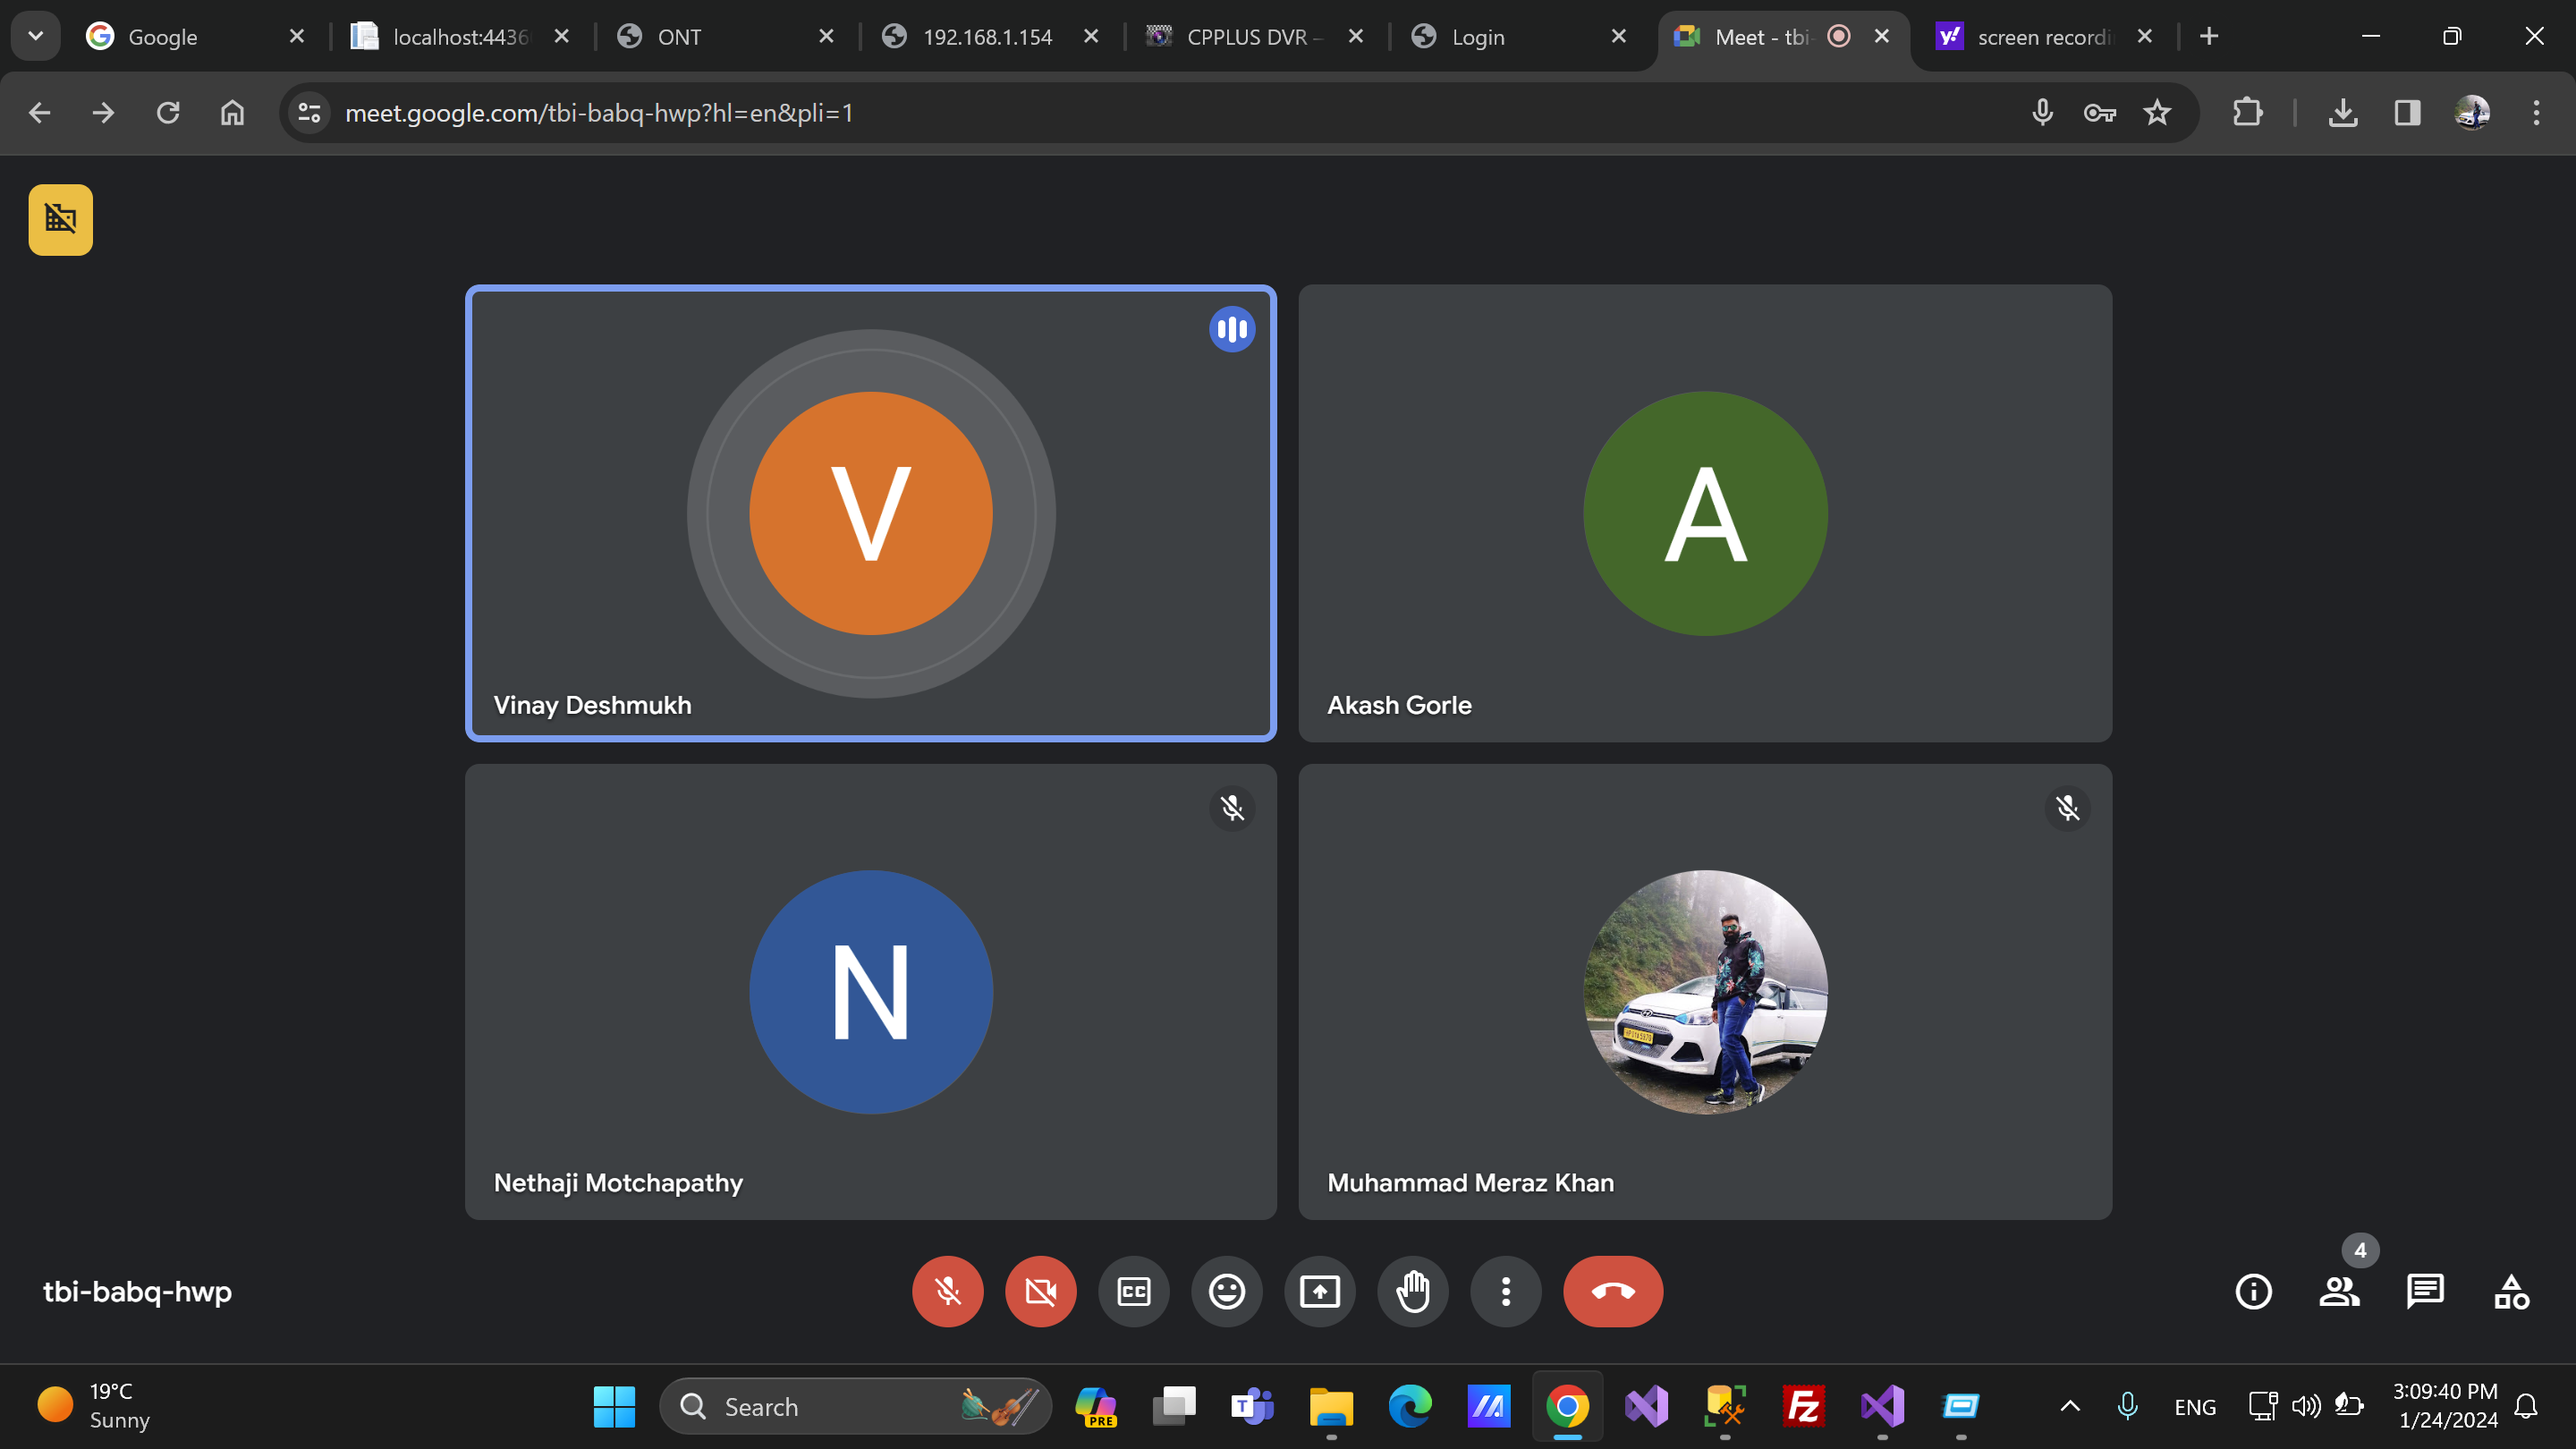 Google
localhost:4436
ONT
192.168.1.154
CPPLUS DVR –
Login
Meet - tbi-
screen recordi
meet.google.com/tbi-babq-hwp?hl=en&pli=1
V
Vinay Deshmukh
A
Akash Gorle
N
Nethaji Motchapathy
Muhammad Meraz Khan
tbi-babq-hwp
CC
4
19°C
Sunny
Search
PRE
T
Fz
ENG
3:09:40 PM
1/24/2024